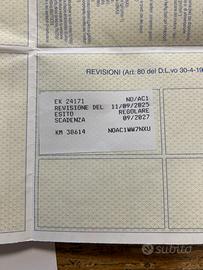 REVISIONI (Art. 80 del D.L.vo 30-4-19
EK 24171 NO/AC1
REVISIONE DEL 11/09/2025
ESITO REGOLARE
SCADENZA 09/2027
KM 38614 NOAC1WW7NXU
subito